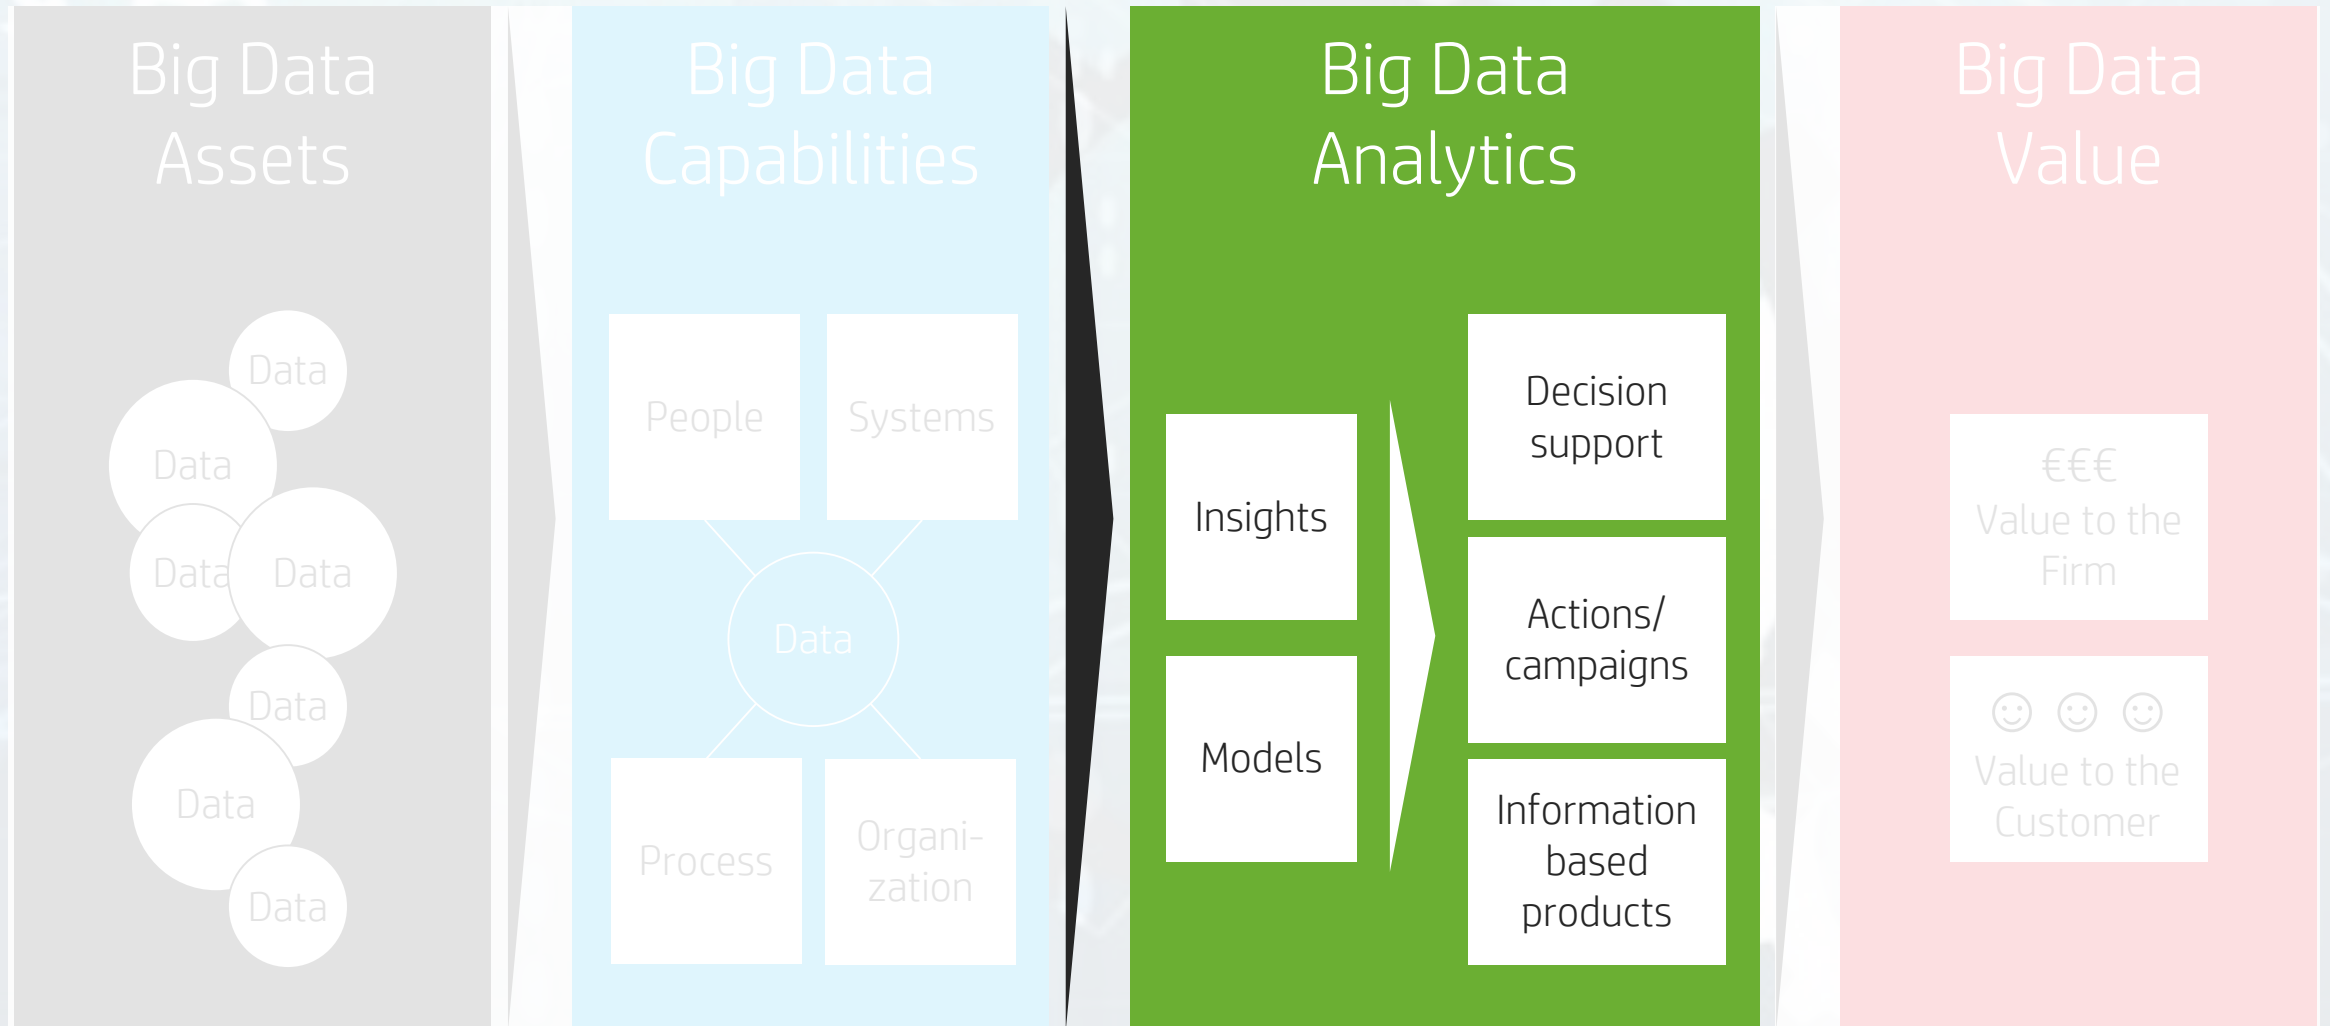 Big Data
Assets
Data
Data
Data
Data
Data
Data
Data
Big Data
Capabilities
People
Systems
Data
Process
Organi-
zation
Big Data
Analytics
Insights
Models
Decision
support
Actions/
campaigns
Information
based
products
Big Data
Value
€€€
Value to the
Firm
☺☺☺
Value to the
Customer